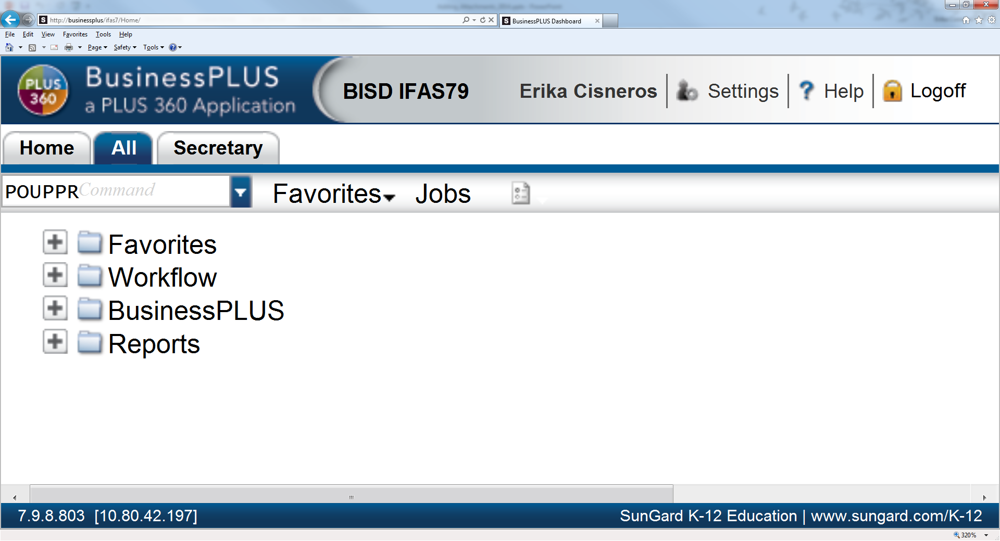 http://businessplus/ifas7/Home/
BusinessPLUS Dashboard
File Edit View Favorites Tools Help
Page Safety Tools
PLUS 360
BusinessPLUS
a PLUS 360 Application
BISD IFAS79
Erika Cisneros
Settings
Help
Logoff
Home All Secretary
POUPPR Command
Favorites Jobs
Favorites
Workflow
BusinessPLUS
Reports
7.9.8.803 [10.80.42.197]
SunGard K-12 Education | www.sungard.com/K-12
320%